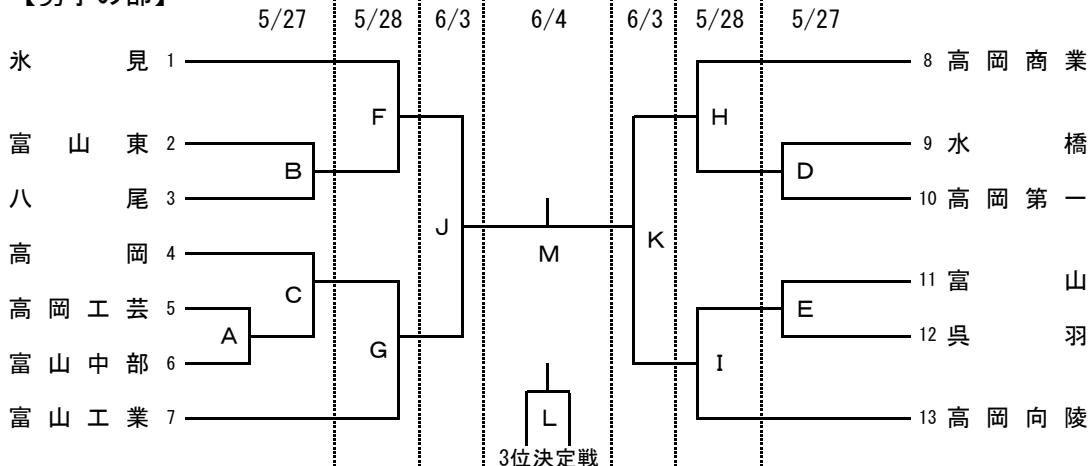 【男子の部】
5/27 5/28 6/3 6/4 6/3 5/28 5/27
氷見 1 8 高岡商業
F H
富山東 2 9 水橋
B D
八尾 3 10 高岡第一
J M K
高岡 4
C 11 富山
高岡工芸 5 E
A 12 呉羽
G I
富山中部 6
富山工業 7 L 13 高岡向陵
3位決定戦